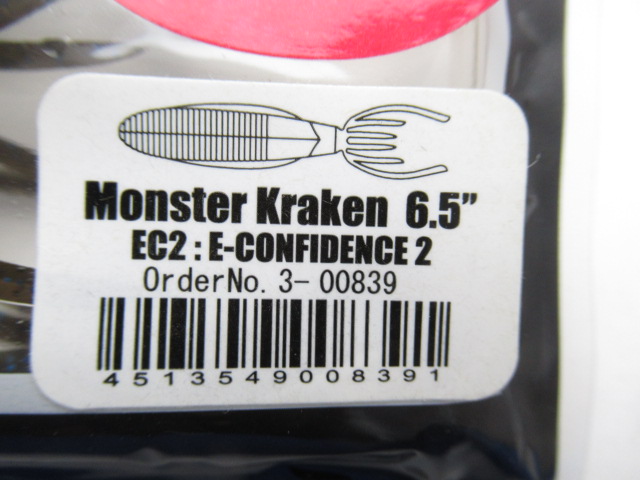 Monster Kraken 6.5”
EC2 : E-CONFIDENCE 2
OrderNo. 3- 00839
4513549008391